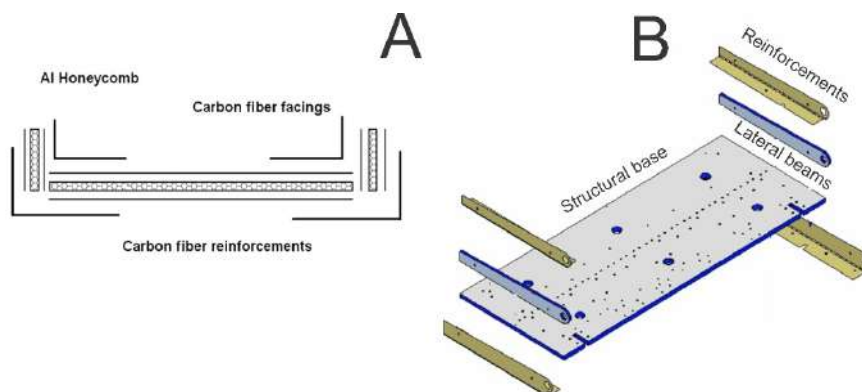 A
B
Al Honeycomb
Carbon fiber facings
Carbon fiber reinforcements
Reinforcements
Lateral beams
Structural base